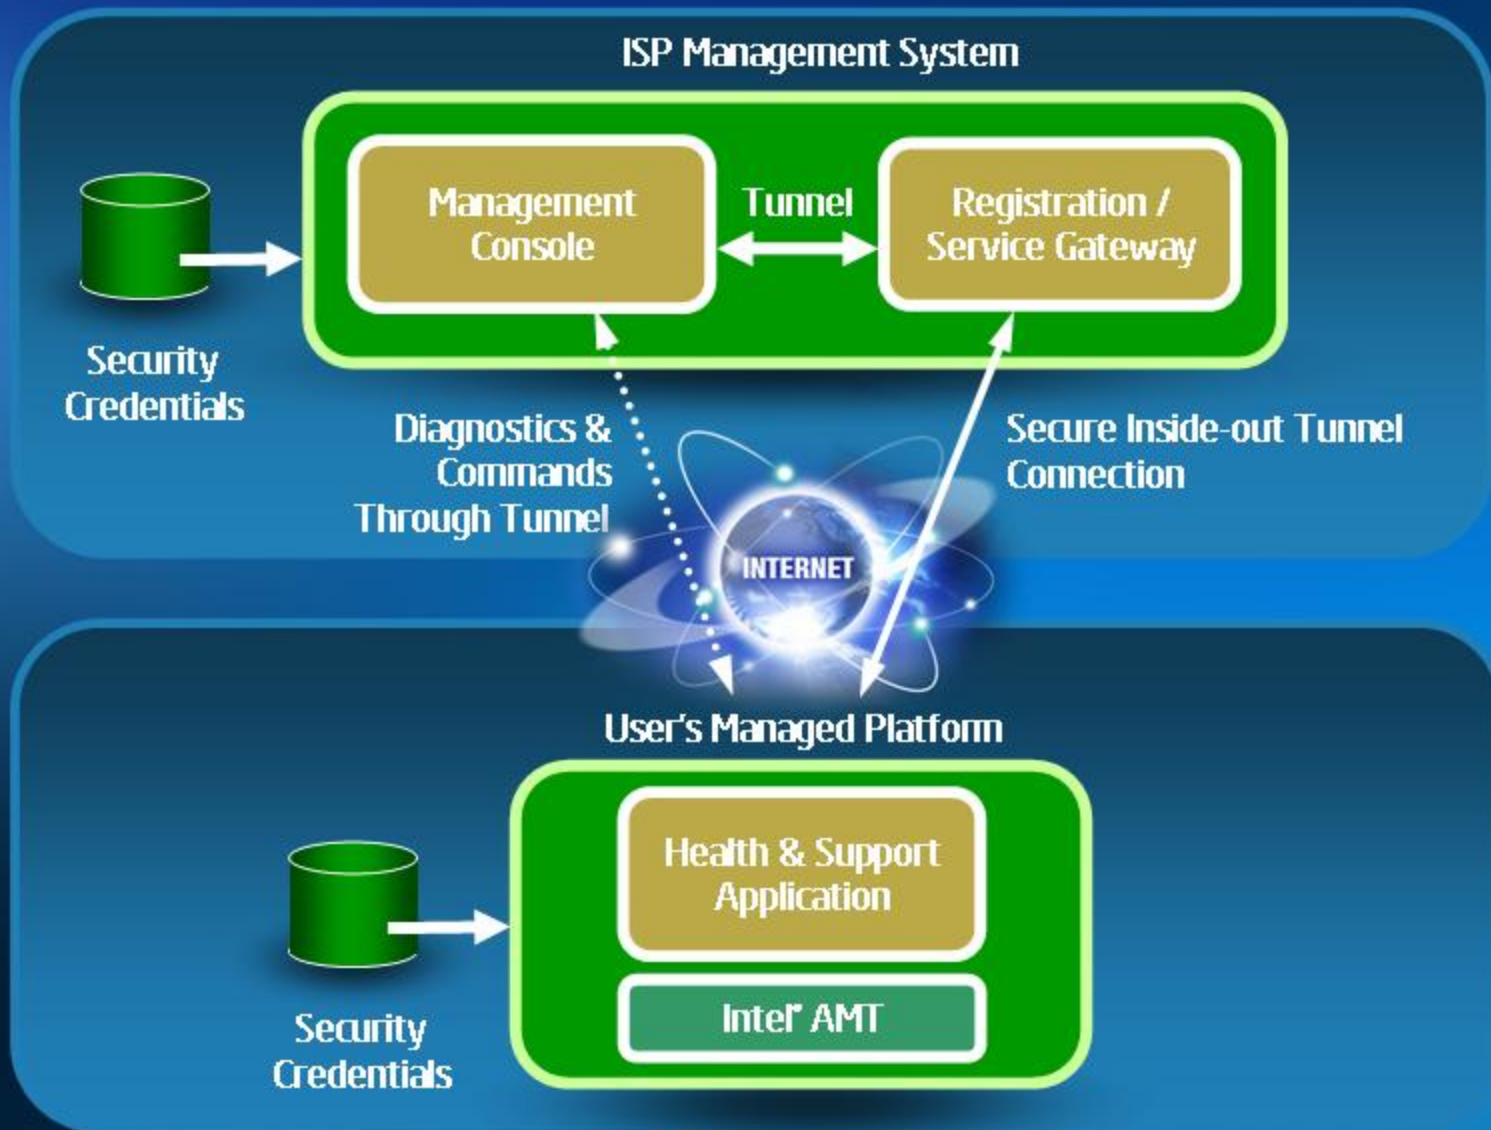 ISP Management System
Management
Console
Tunnel
Registration /
Service Gateway
Security
Credentials
Diagnostics &
Commands
Through Tunnel
Secure Inside-out Tunnel
Connection
INTERNET
User's Managed Platform
Health & Support
Application
Intel® AMT
Security
Credentials